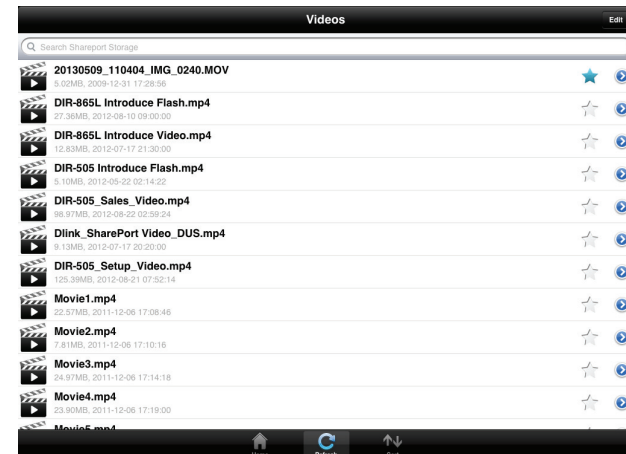 Videos
Edit
Search Shareport Storage
20130509_110404_IMG_0240.MOV
5.02MB, 2009-12-31 17:28:56
DIR-865L Introduce Flash.mp4
27.36MB, 2012-08-10 09:00:00
DIR-865L Introduce Video.mp4
12.83MB, 2012-07-17 21:30:00
DIR-505 Introduce Flash.mp4
5.10MB, 2012-05-22 02:14:22
DIR-505_Sales_Video.mp4
98.97MB, 2012-08-22 02:59:24
Dlink_SharePort Video_DUS.mp4
9.13MB, 2012-07-17 20:20:00
DIR-505_Setup_Video.mp4
125.39MB, 2012-08-21 07:52:14
Movie1.mp4
22.57MB, 2011-12-06 17:08:46
Movie2.mp4
7.81MB, 2011-12-06 17:10:16
Movie3.mp4
24.97MB, 2011-12-06 17:14:18
Movie4.mp4
23.90MB, 2011-12-06 17:19:00
Movie5.mp4